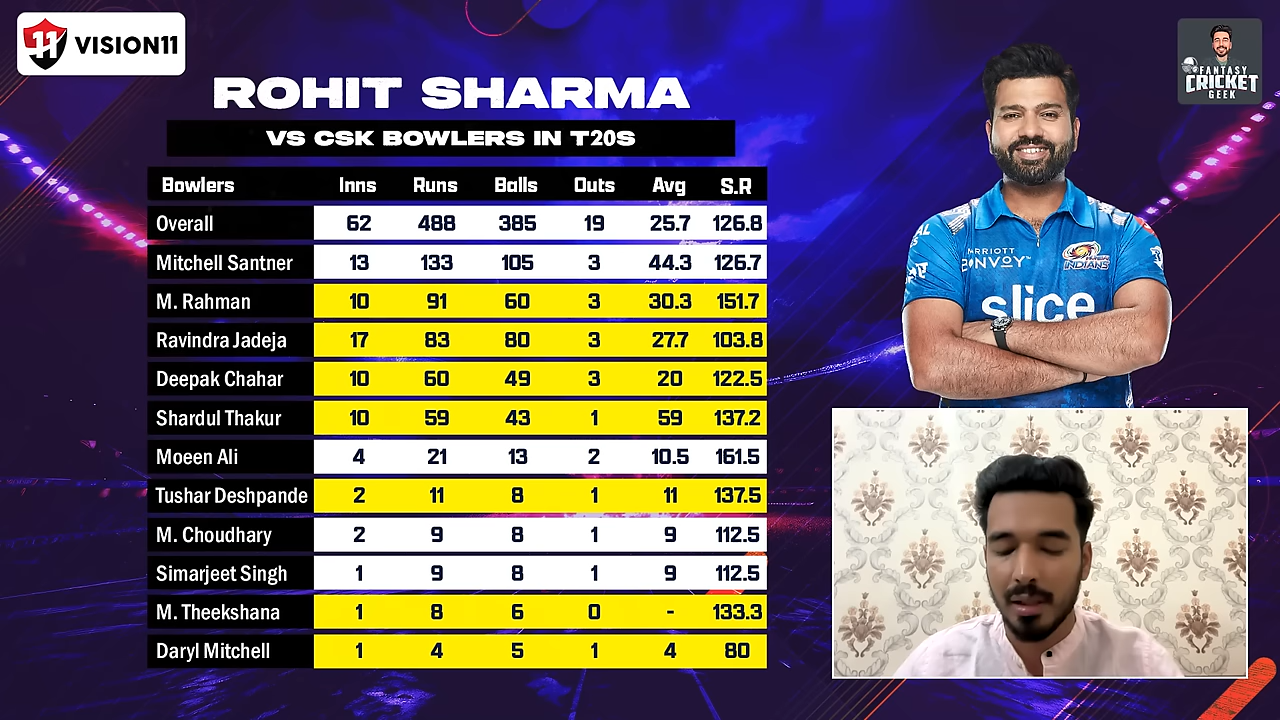 11 VISION11
FANTASY
CRICKET
GEEK
ROHIT SHARMA
VS CSK BOWLERS IN T20S
Bowlers Inns Runs Balls Outs Avg S.R
Overall 62 488 385 19 25.7 126.8
Mitchell Santner 13 133 105 3 44.3 126.7
M. Rahman 10 91 60 3 30.3 151.7
Ravindra Jadeja 17 83 80 3 27.7 103.8
Deepak Chahar 10 60 49 3 20 122.5
Shardul Thakur 10 59 43 1 59 137.2
Moeen Ali 4 21 13 2 10.5 161.5
Tushar Deshpande 2 11 8 1 11 137.5
M. Choudhary 2 9 8 1 9 112.5
Simarjeet Singh 1 9 8 1 9 112.5
M. Theekshana 1 8 6 0 - 133.3
Daryl Mitchell 1 4 5 1 4 80
INDIANS
slice